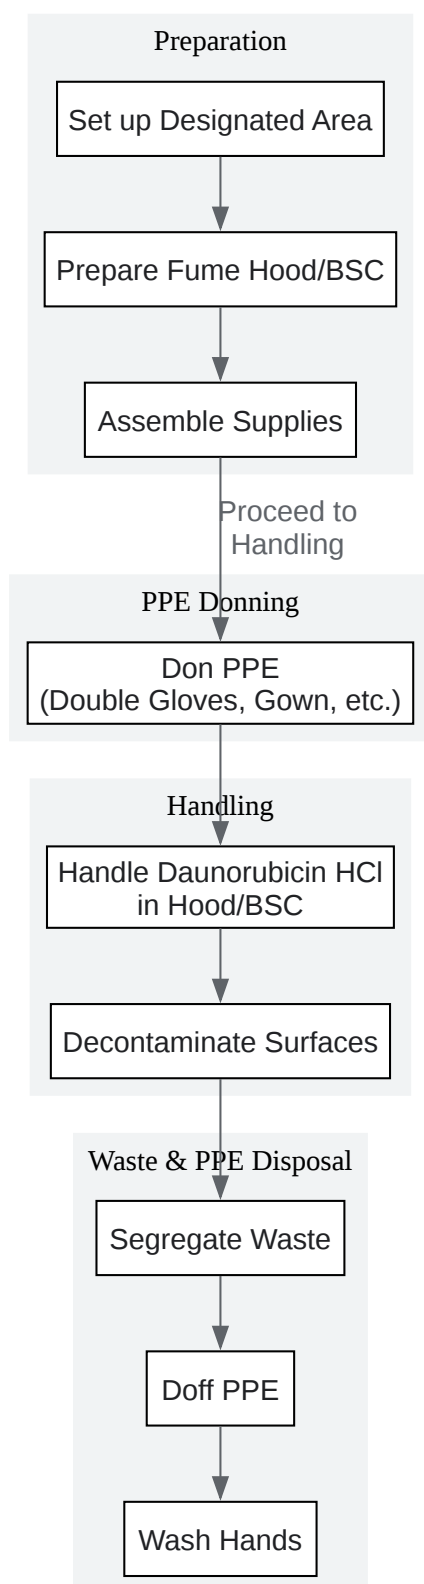 Preparation
Set up Designated Area
Prepare Fume Hood/BSC
Assemble Supplies
Proceed to
Handling
PPE Donning
Don PPE
(Double Gloves, Gown, etc.)
Handling
Handle Daunorubicin HCl
in Hood/BSC
Decontaminate Surfaces
Waste & PPE Disposal
Segregate Waste
Doff PPE
Wash Hands